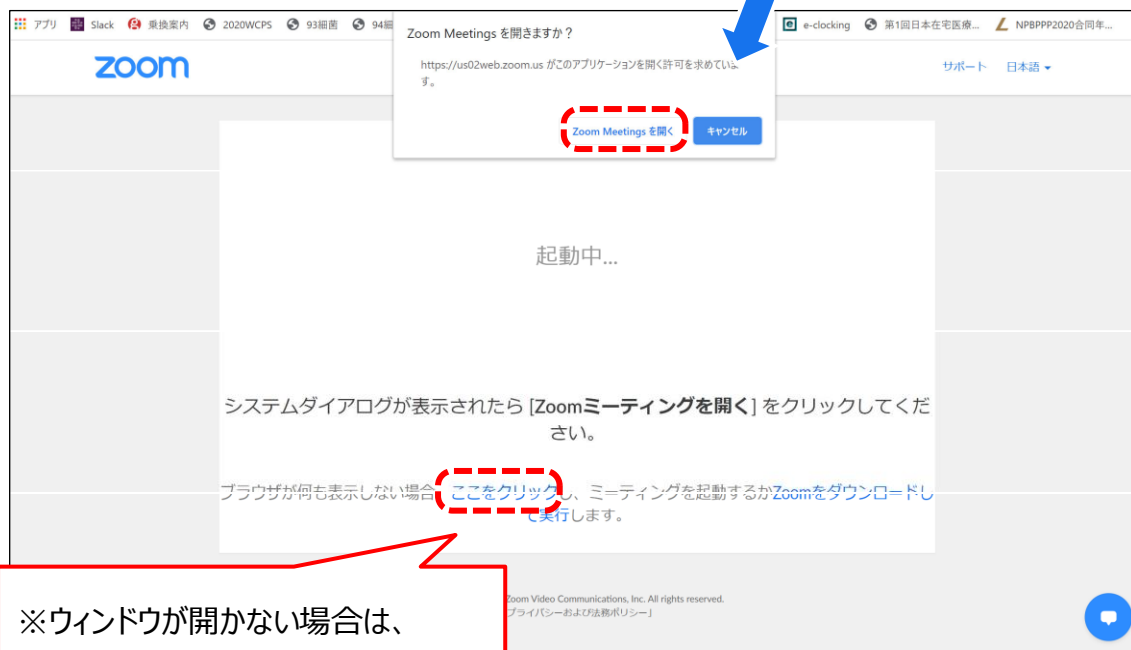 アプリ Slack 乗換案内 2020WCPS 93細菌 94細 e-clocking 第1回日本在宅医療... NPBPPP2020合同年...
Zoom Meetings を開きますか？
https://us02web.zoom.us がこのアプリケーションを開く許可を求めていま
す。
Zoom Meetings を開く キャンセル
zoom サポート 日本語
起動中...
システムダイアログが表示されたら [Zoomミーティングを開く] をクリックしてくだ
さい。
ブラウザが何も表示しない場合、ここをクリックし、ミーティングを起動するかZoomをダウンロードし
て実行します。
Zoom Video Communications, Inc. All rights reserved.
プライバシーおよび法務ポリシー」
※ウィンドウが開かない場合は、